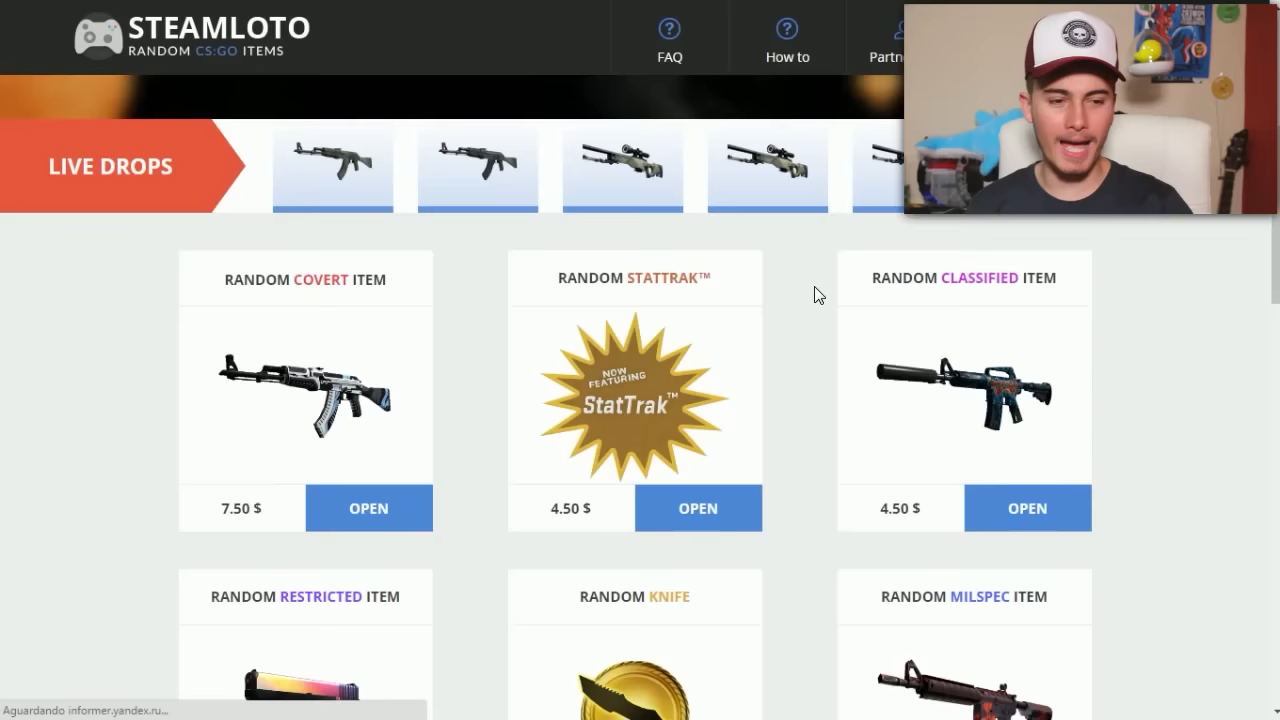 STEAMLOTO
RANDOM CS:GO ITEMS
FAQ
How to
LIVE DROPS
RANDOM COVERT ITEM
7.50 $
OPEN
RANDOM STATTRAK™
NOW FEATURING
StatTrak™
4.50 $
OPEN
RANDOM CLASSIFIED ITEM
4.50 $
OPEN
RANDOM RESTRICTED ITEM
RANDOM KNIFE
RANDOM MILSPEC ITEM
Aguardando informer.yandex.ru...